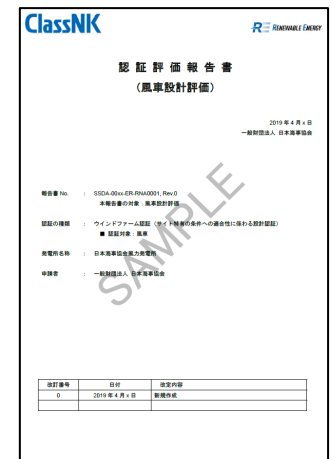 ClassNK
RE RENEWABLE ENERGY
認証評価報告書
(風車設計評価)
2019 年 4 月 x 日
一般財団法人 日本海事協会
報告書 No. : SSDA-00xx-ER-RNA0001, Rev.0
本報告書の対象：風車設計評価
認証の種類 : ウインドファーム認証（サイト特有の条件への適合性に係わる設計認証）
■ 認証対象：風車
発電所名称 : 日本海事協会風力発電所
申請者 : 一般財団法人 日本海事協会
SAMPLE
改訂番号 日付 改定内容
0 2019 年 4 月 x 日 新規作成